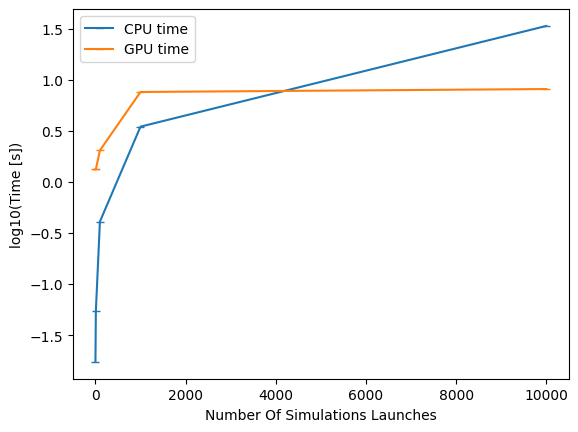 CPU time
GPU time
1.5
1.0
0.5
0.0
−0.5
−1.0
−1.5
log10(Time [s])
0 2000 4000 6000 8000 10000
Number Of Simulations Launches